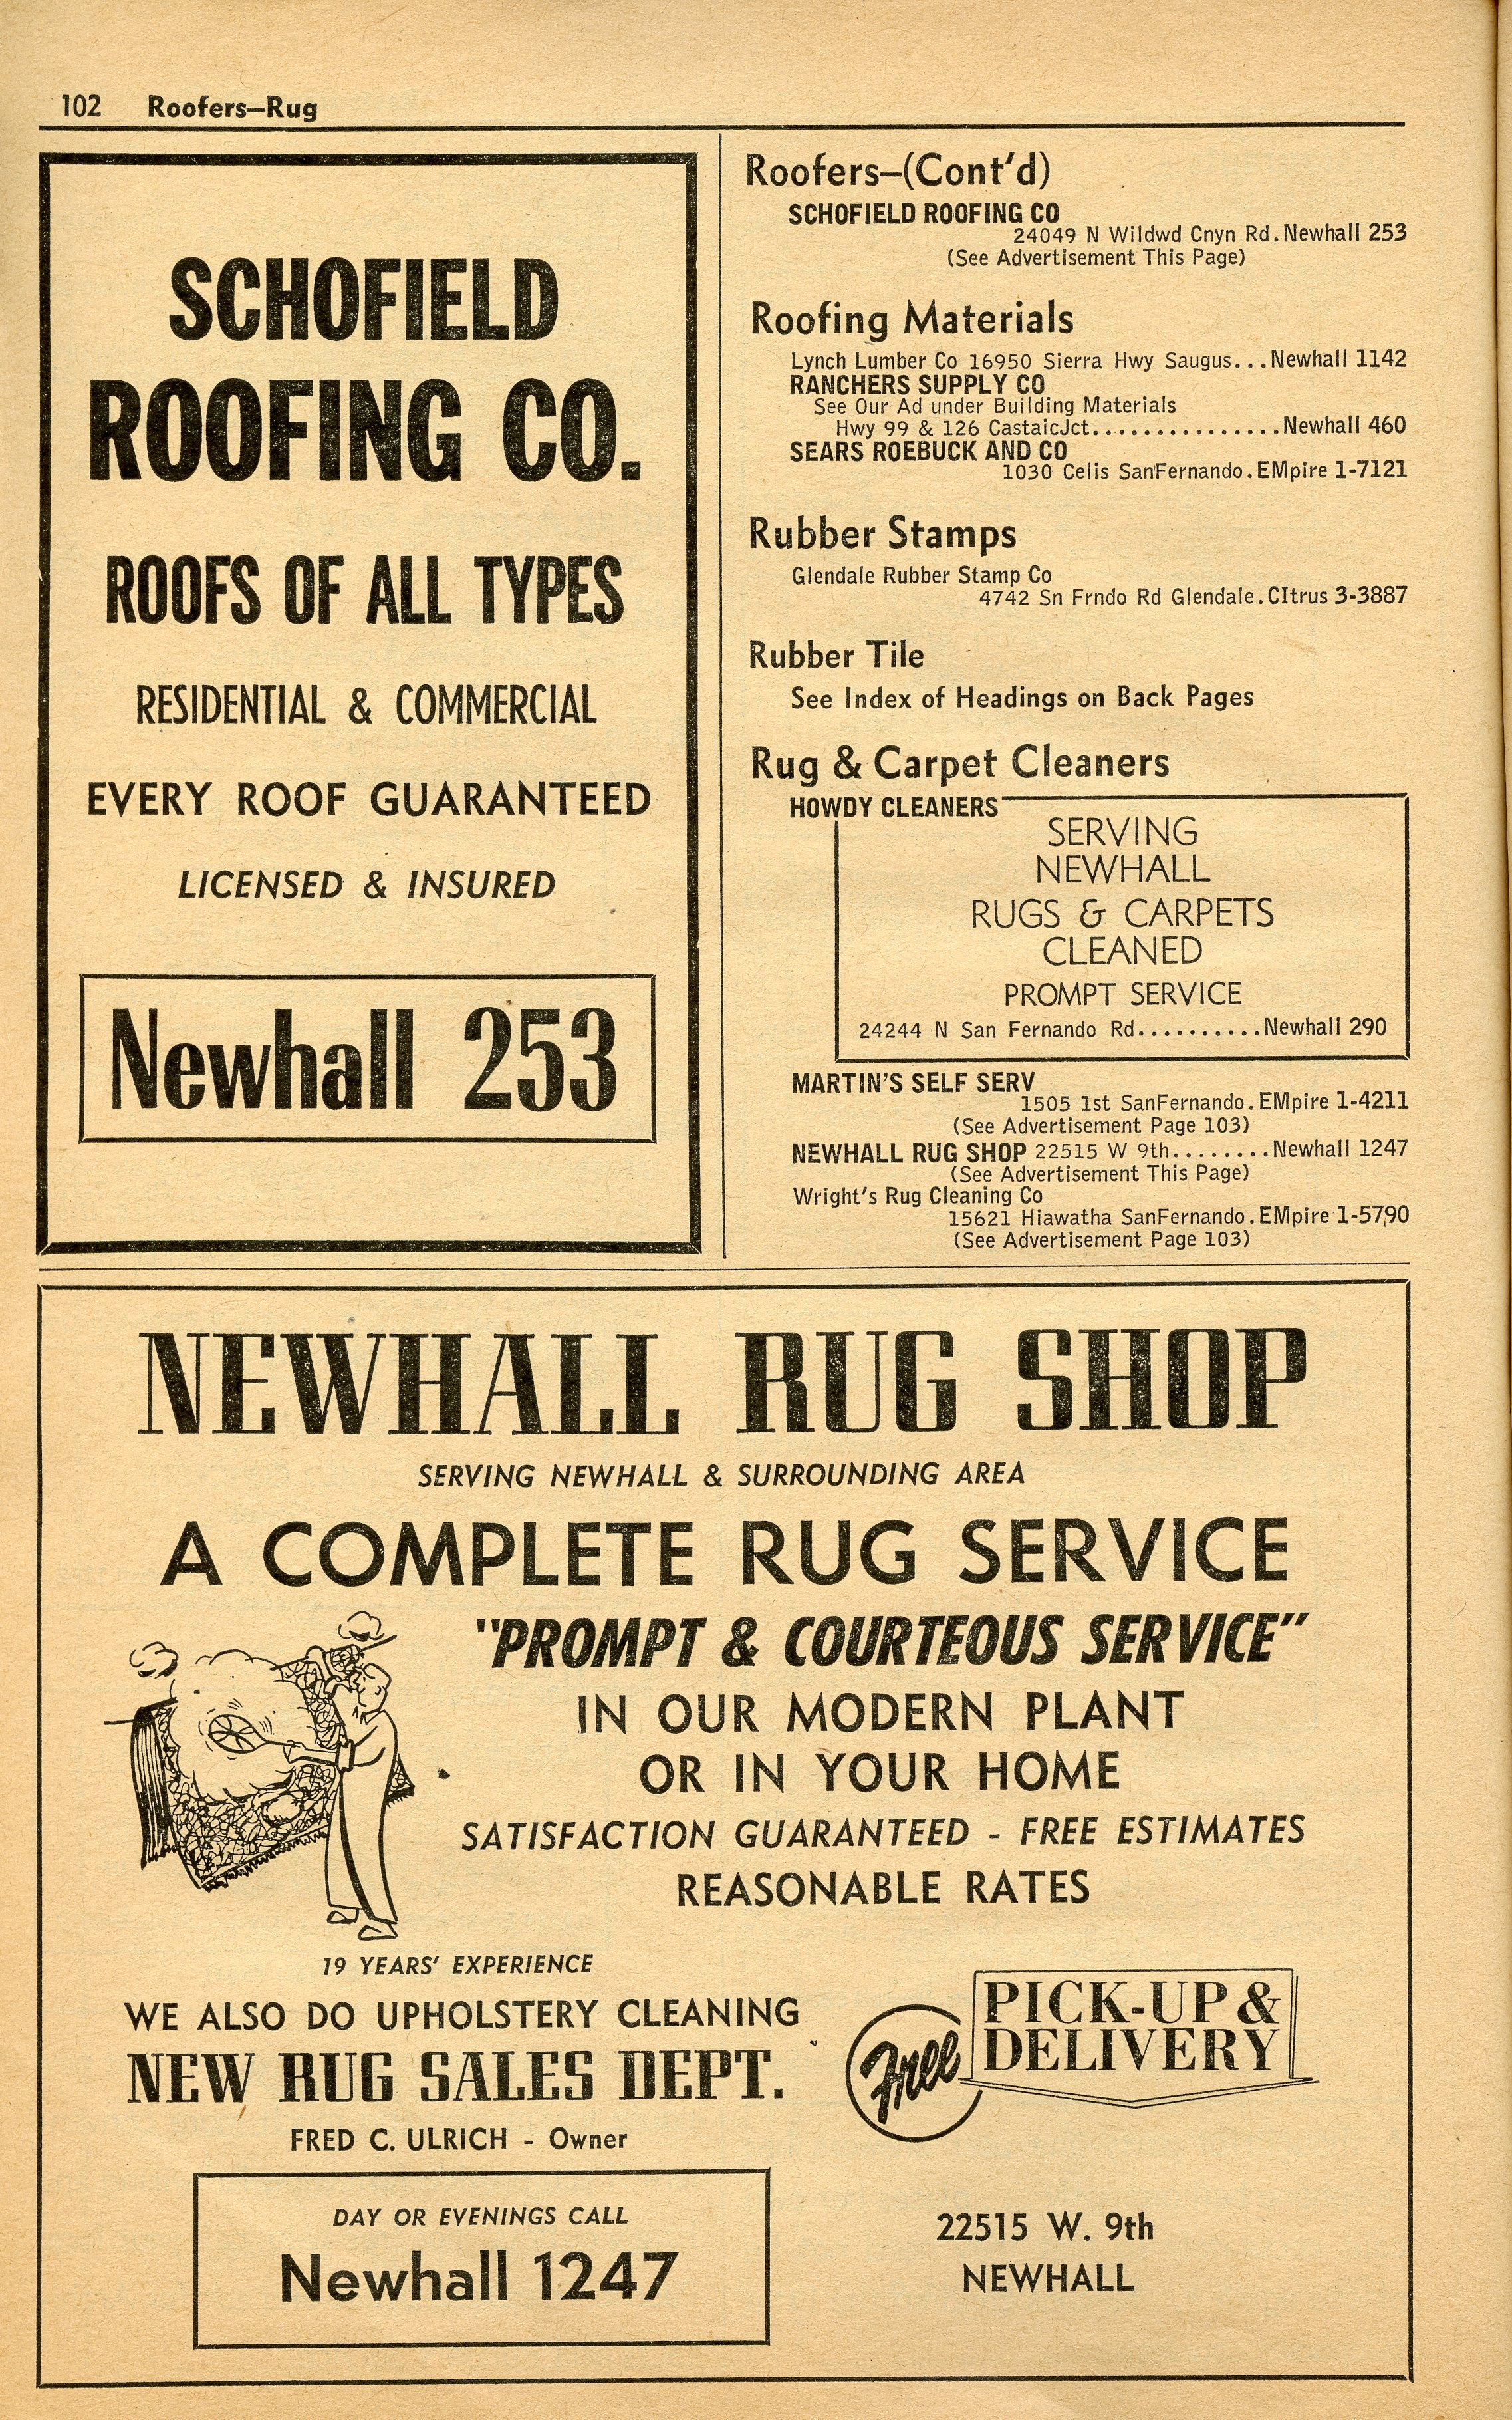 102 Roofers—Rug
SCHOFIELD
ROOFING CO.
ROOFS OF ALL TYPES
RESIDENTIAL & COMMERCIAL
EVERY ROOF GUARANTEED
LICENSED & INSURED
Newhall 253
Roofers—(Cont'd)
SCHOFIELD ROOFING CO
24049 N Wildwd Cnyn Rd.Newhall 253
(See Advertisement This Page)
Roofing Materials
Lynch Lumber Co 16950 Sierra Hwy Saugus...Newhall 1142
RANCHERS SUPPLY CO
See Our Ad under Building Materials
Hwy 99 & 126 CastaicJct...............Newhall 460
SEARS ROEBUCK AND CO
1030 Celis SanFernando.EMpire 1-7121
Rubber Stamps
Glendale Rubber Stamp Co
4742 Sn Frndo Rd Glendale.CItrus 3-3887
Rubber Tile
See Index of Headings on Back Pages
Rug & Carpet Cleaners
HOWDY CLEANERS
SERVING
NEWHALL
RUGS & CARPETS
CLEANED
PROMPT SERVICE
24244 N San Fernando Rd..........Newhall 290
MARTIN'S SELF SERV
1505 1st SanFernando.EMpire 1-4211
(See Advertisement Page 103)
NEWHALL RUG SHOP 22515 W 9th........Newhall 1247
(See Advertisement This Page)
Wright's Rug Cleaning Co
15621 Hiawatha SanFernando.EMpire 1-5790
(See Advertisement Page 103)
NEWHALL RUG SHOP
SERVING NEWHALL & SURROUNDING AREA
A COMPLETE RUG SERVICE
"PROMPT & COURTEOUS SERVICE"
IN OUR MODERN PLANT
OR IN YOUR HOME
SATISFACTION GUARANTEED - FREE ESTIMATES
REASONABLE RATES
19 YEARS' EXPERIENCE
WE ALSO DO UPHOLSTERY CLEANING
NEW RUG SALES DEPT.
FRED C. ULRICH - Owner
DAY OR EVENINGS CALL
Newhall 1247
Free
PICK-UP &
DELIVERY
22515 W. 9th
NEWHALL